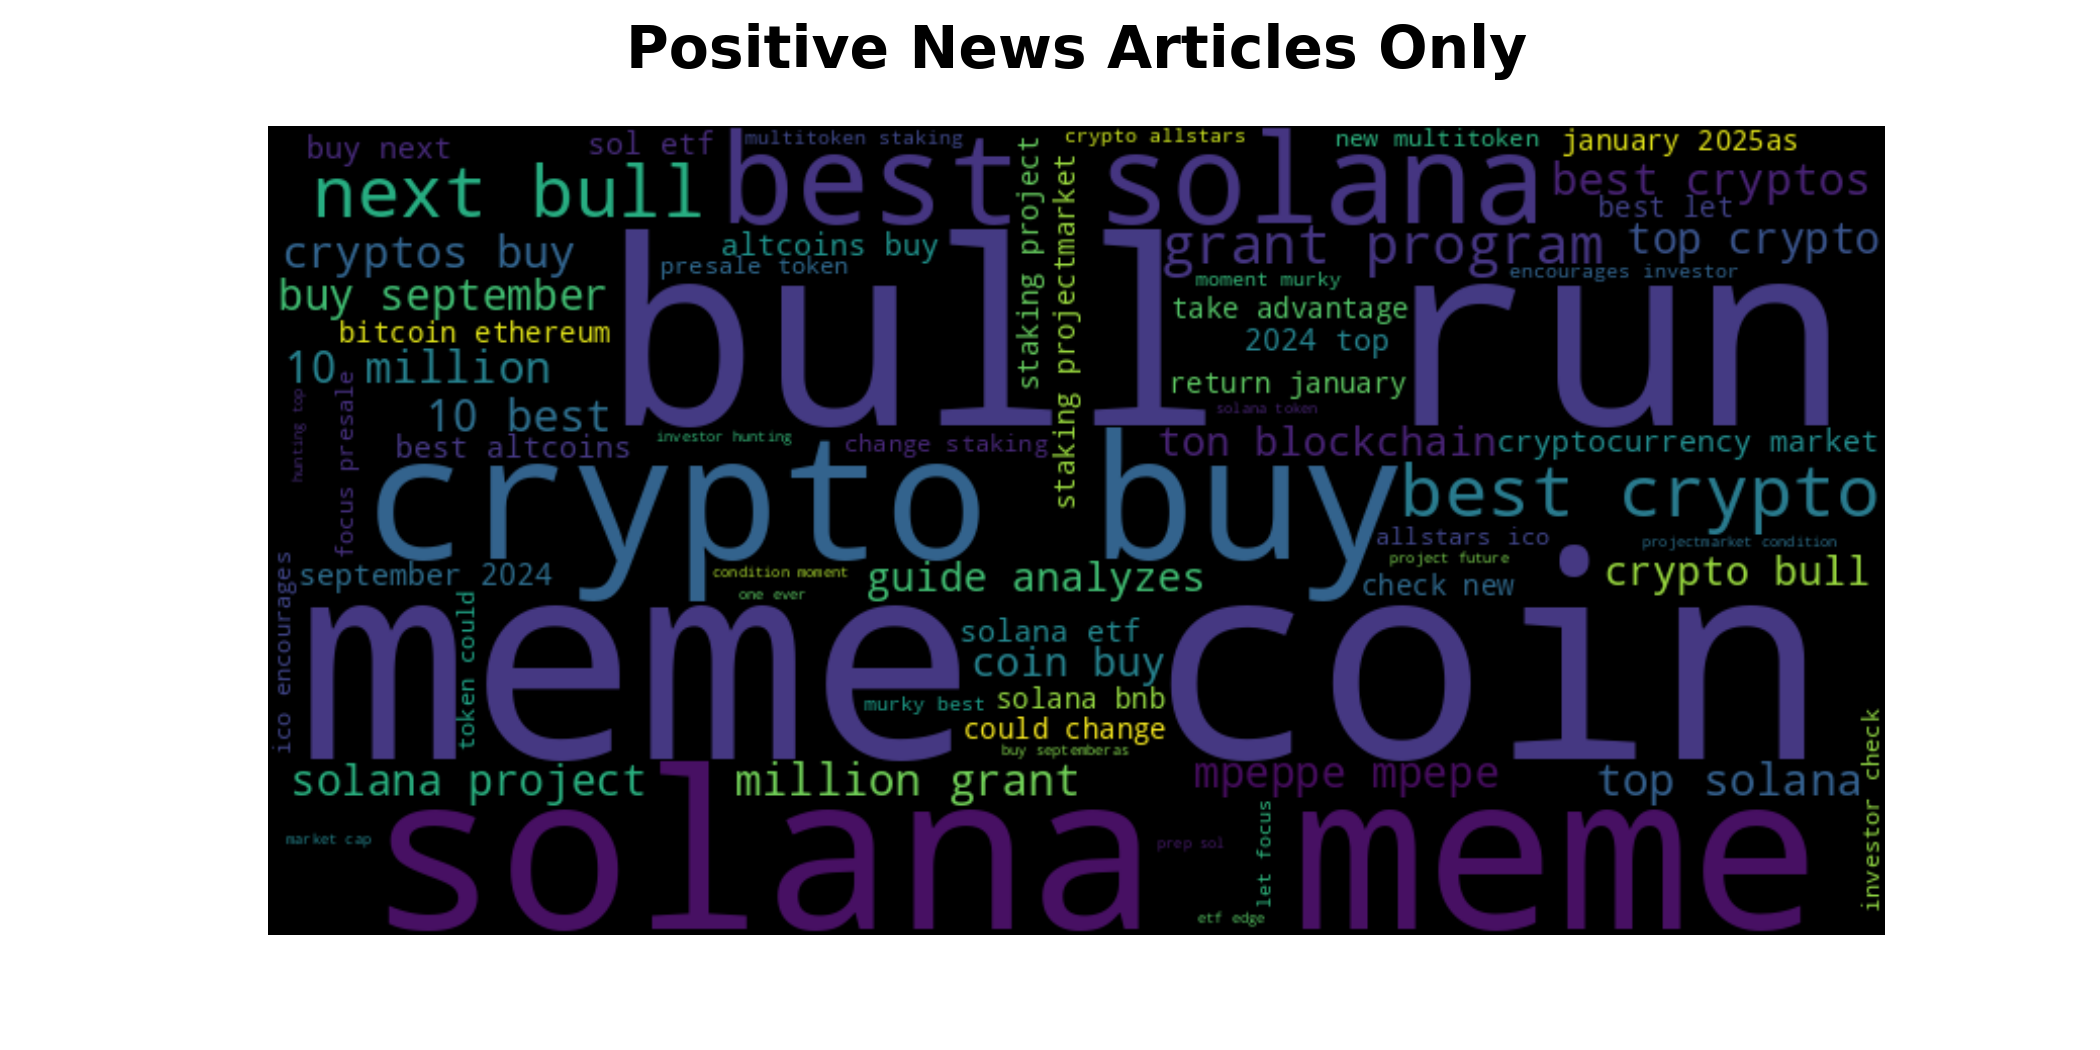 Positive News Articles Only
buy next
sol etf
multitoken staking
crypto allstars
new multitoken
january 2025as
next bull
best solana
best cryptos
best let
staking project
staking projectmarket
cryptos buy
altcoins buy
presale token
grant program
top crypto
encourages investor
moment murky
buy september
bull run
take advantage
bitcoin ethereum
2024 top
10 million
return january
solana token
hunting top
focus presale
10 best
best altcoins
investor hunting
change staking
ton blockchain
cryptocurrency market
crypto buy
best crypto
allstars ico
projectmarket condition
project future
september 2024
condition moment
one ever
guide analyzes
check new
crypto bull
ico encourages
token could
meme coin
solana etf
coin buy
murky best
solana bnb
could change
buy septemberas
solana project
million grant
mpeppe mpepe
top solana
investor check
market cap
solana meme
prep sol
let focus
etf edge